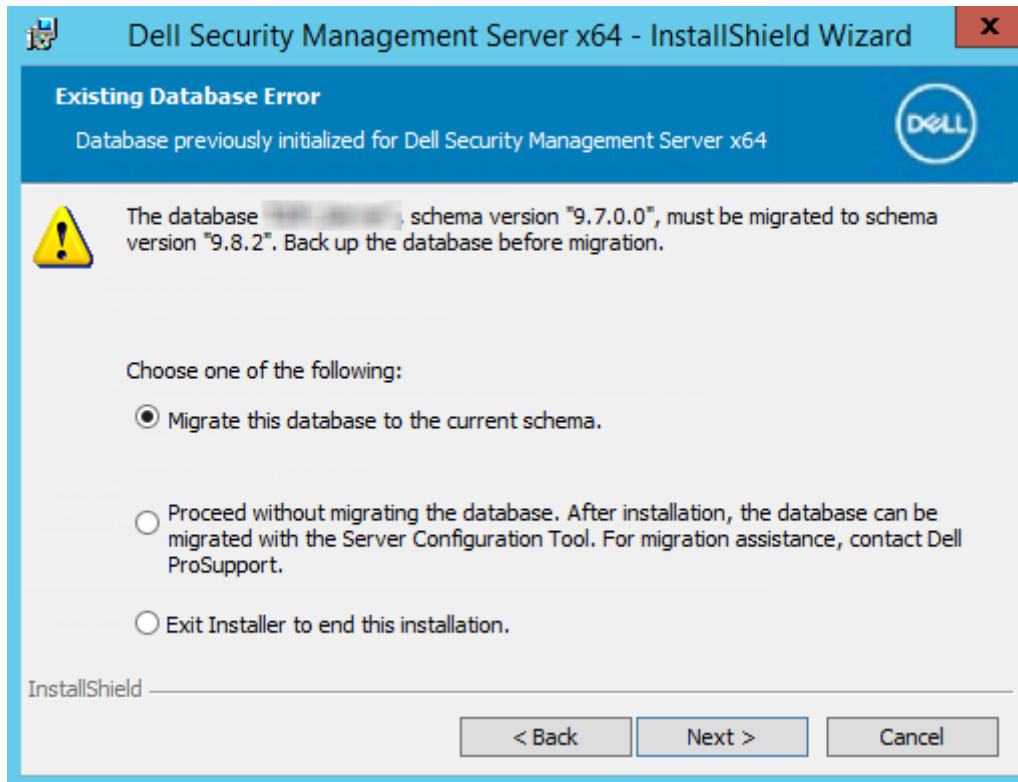 Dell Security Management Server x64 - InstallShield Wizard
x
Existing Database Error
Database previously initialized for Dell Security Management Server x64
DELL
The database , schema version "9.7.0.0", must be migrated to schema
version "9.8.2". Back up the database before migration.
Choose one of the following:
Migrate this database to the current schema.
Proceed without migrating the database. After installation, the database can be
migrated with the Server Configuration Tool. For migration assistance, contact Dell
ProSupport.
Exit Installer to end this installation.
InstallShield
< Back
Next >
Cancel